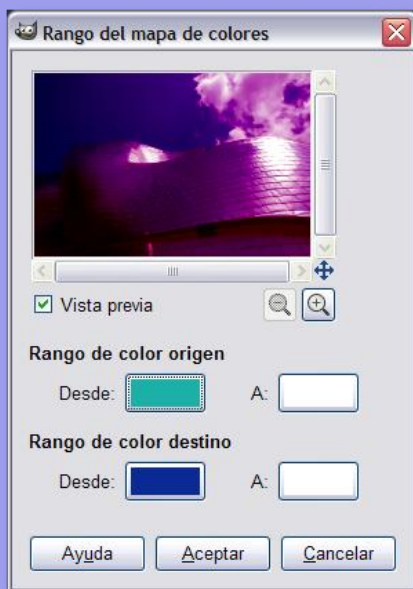 Rango del mapa de colores
Vista previa
Rango de color origen
Desde: A:
Rango de color destino
Desde: A:
Ayuda Aceptar Cancelar